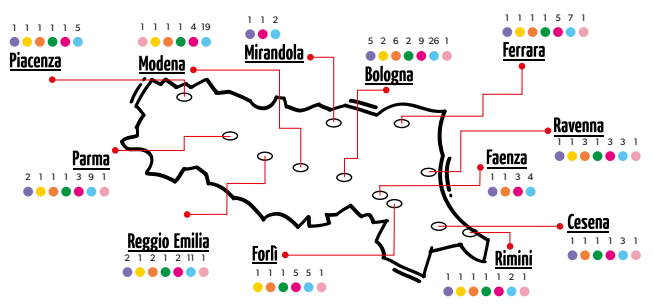 1 1 2
1 1 1 1 1 5
1 1 1 1 4 19
1 1 1 1 5 7 1
Piacenza
Modena
Mirandola
5 2 6 2 9 26 1
Ferrara
Bologna
Ravenna
1 1 3 1 3 3 1
Parma
Faenza
2 1 1 1 3 9 1
1 1 3 4
Cesena
Reggio Emilia
1 1 1 3 1
Forlì
Rimini
2 1 2 1 2 11 1
1 1 1 5 5 1
1 1 1 1 1 2 1